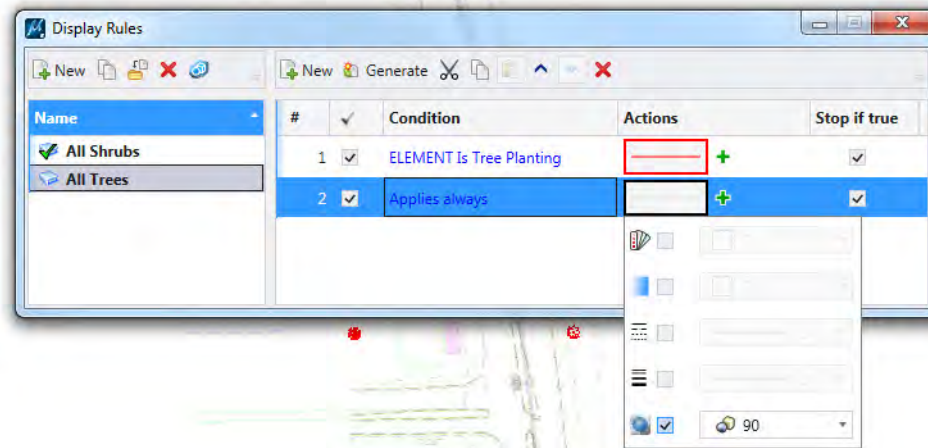 Display Rules
New
New Generate
Name
# Condition Actions Stop if true
All Shrubs
1 ELEMENT Is Tree Planting
All Trees
2 Applies always
90